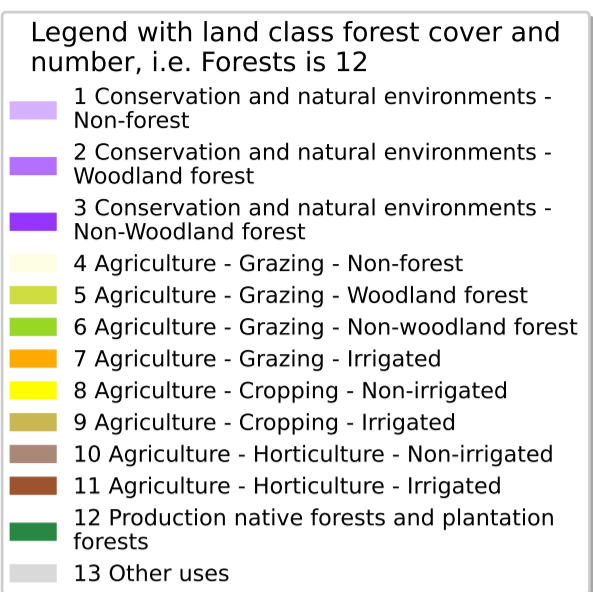 Legend with land class forest cover and
number, i.e. Forests is 12
1 Conservation and natural environments -
Non-forest
2 Conservation and natural environments -
Woodland forest
3 Conservation and natural environments -
Non-Woodland forest
4 Agriculture - Grazing - Non-forest
5 Agriculture - Grazing - Woodland forest
6 Agriculture - Grazing - Non-woodland forest
7 Agriculture - Grazing - Irrigated
8 Agriculture - Cropping - Non-irrigated
9 Agriculture - Cropping - Irrigated
10 Agriculture - Horticulture - Non-irrigated
11 Agriculture - Horticulture - Irrigated
12 Production native forests and plantation
forests
13 Other uses